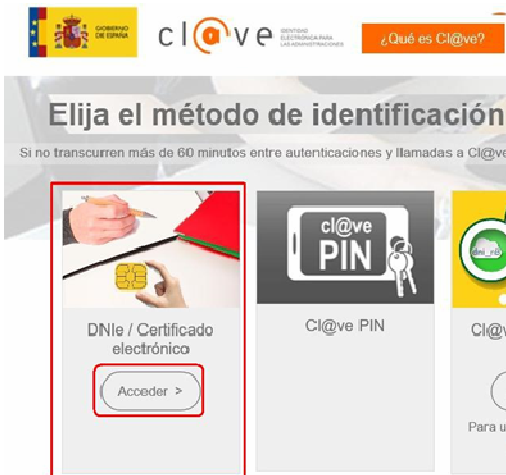 GOBIERNO
DE ESPAÑA
cl@ve
IDENTIDAD
ELECTRÓNICA PARA
LAS ADMINISTRACIONES
¿Qué es Cl@ve?
Elija el método de identificación
Si no transcurren más de 60 minutos entre autenticaciones y llamadas a Cl@ve
cl@ve
PIN
DNIe / Certificado
electrónico
Acceder >
Cl@ve PIN
Cl@v
Para u